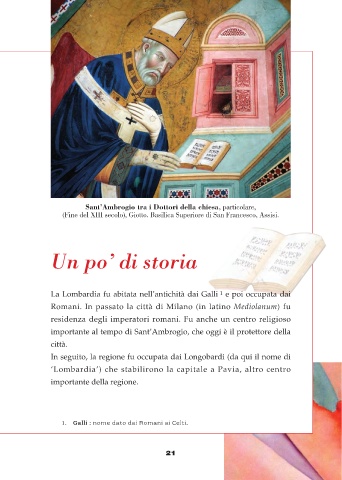 Sant'Ambrogio tra i Dottori della chiesa, particolare,
(Fine del XIII secolo), Giotto. Basilica Superiore di San Francesco, Assisi.
Un po' di storia
La Lombardia fu abitata nell'antichità dai Galli 1 e poi occupata dai
Romani. In passato la città di Milano (in latino Mediolanum) fu
residenza degli imperatori romani. Fu anche un centro religioso
importante al tempo di Sant'Ambrogio, che oggi è il protettore della
città.
In seguito, la regione fu occupata dai Longobardi (da qui il nome di
'Lombardia') che stabilirono la capitale a Pavia, altro centro
importante della regione.
1. Galli : nome dato dai Romani ai Celti.
21